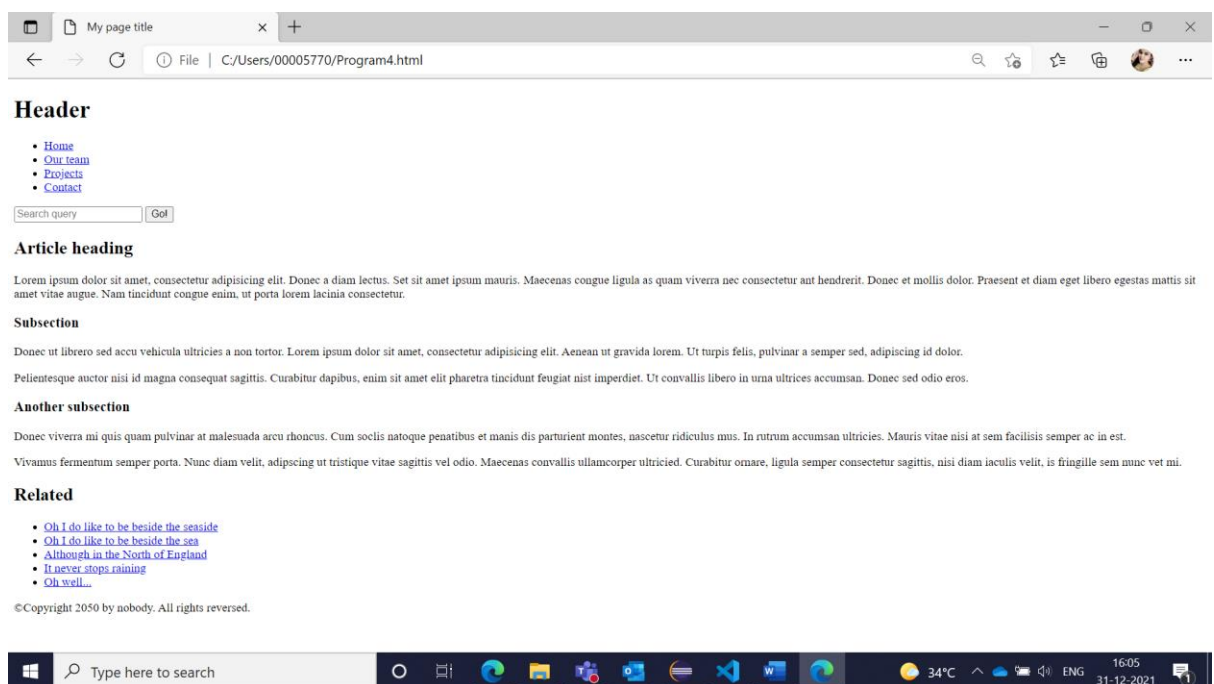 My page title
File | C:/Users/00005770/Program4.html
Header
Home
Our team
Projects
Contact
Search query Go!
Article heading
Lorem ipsum dolor sit amet, consectetur adipisicing elit. Donec a diam lectus. Set sit amet ipsum mauris. Maecenas congue ligula as quam viverra nec consectetur ant hendrerit. Donec et mollis dolor. Praesent et diam eget libero egestas mattis sit
amet vitae augue. Nam tincidunt congue enim, ut porta lorem lacinia consectetur.
Subsection
Donec ut librero sed accu vehicula ultricies a non tortor. Lorem ipsum dolor sit amet, consectetur adipisicing elit. Aenean ut gravida lorem. Ut turpis felis, pulvinar a semper sed, adipiscing id dolor.
Pelientesque auctor nisi id magna consequat sagittis. Curabitur dapibus, enim sit amet elit pharetra tincidunt feugiat nist imperdiet. Ut convallis libero in urna ultrices accumsan. Donec sed odio eros.
Another subsection
Donec viverra mi quis quam pulvinar at malesuada arcu rhoncus. Cum soclis natoque penatibus et manis dis parturient montes, nascetur ridiculus mus. In rutrum accumsan ultricies. Mauris vitae nisi at sem facilisis semper ac in est.
Vivamus fermentum semper porta. Nunc diam velit, adipscing ut tristique vitae sagittis vel odio. Maecenas convallis ullamcorper ultricied. Curabitur ornare, ligula semper consectetur sagittis, nisi diam iaculis velit, is fringille sem nunc vet mi.
Related
Oh I do like to be beside the seaside
Oh I do like to be beside the sea
Although in the North of England
It never stops raining
Oh well...
©Copyright 2050 by nobody. All rights reversed.
Type here to search
34°C ENG 16:05
31-12-2021